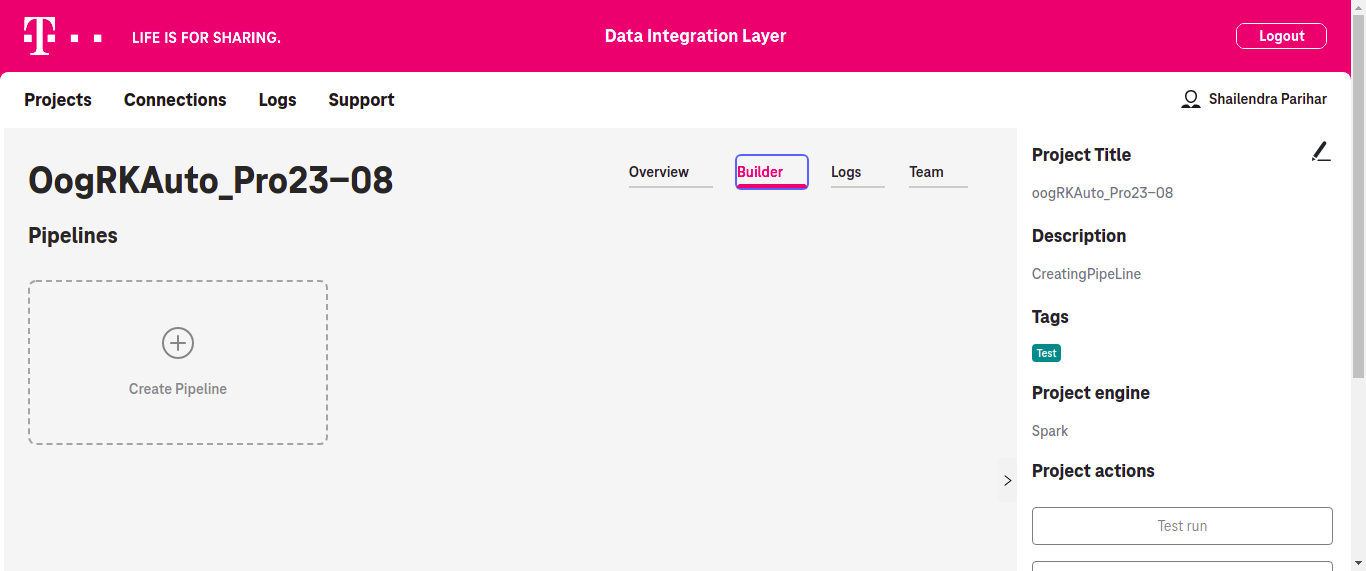 T
LIFE IS FOR SHARING.
Data Integration Layer
Logout
Projects
Connections
Logs
Support
Shailendra Parihar
OogRKAuto_Pro23–08
Overview
Builder
Logs
Team
Pipelines
Create Pipeline
Project Title
oogRKAuto_Pro23–08
Description
CreatingPipeLine
Tags
Test
Project engine
Spark
Project actions
Test run